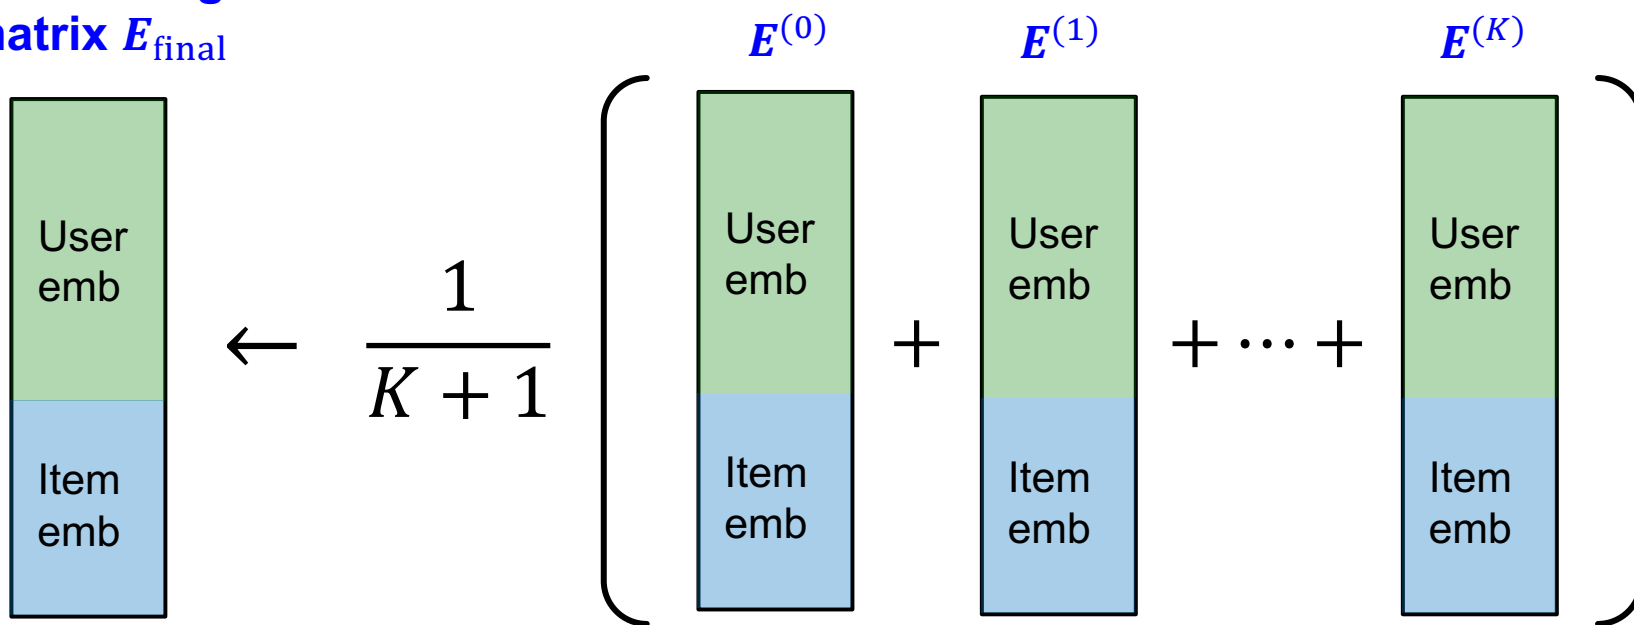 matrix E_final
E^(0) E^(1) E^(K)
User emb
Item emb
←
1/(K + 1)
( User emb
Item emb
+
User emb
Item emb
+ ⋯ +
User emb
Item emb )